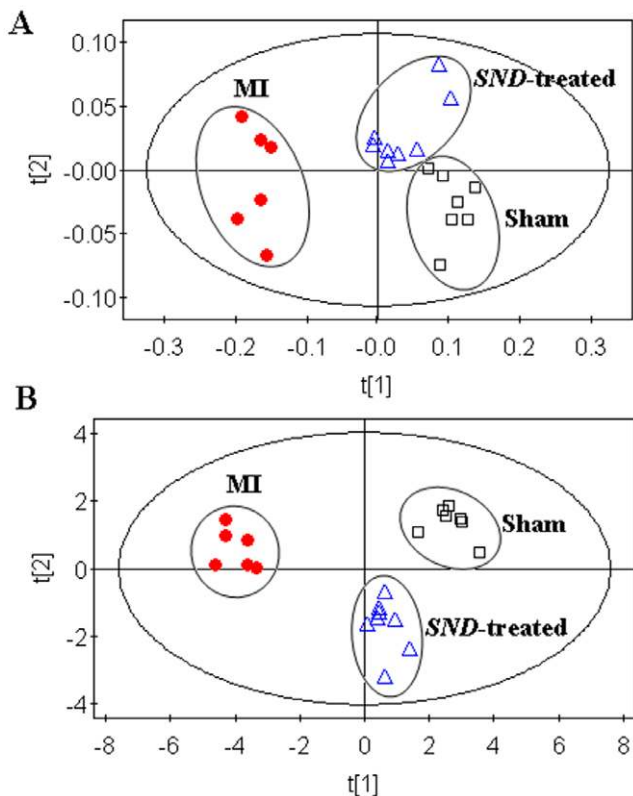 A
0.10
0.05
-0.00
-0.05
-0.10
t[2]
MI
SND-treated
Sham
-0.3 -0.2 -0.1 -0.0 0.1 0.2 0.3
t[1]
B
4
2
0
-2
-4
t[2]
MI
Sham
SND-treated
-8 -6 -4 -2 0 2 4 6 8
t[1]